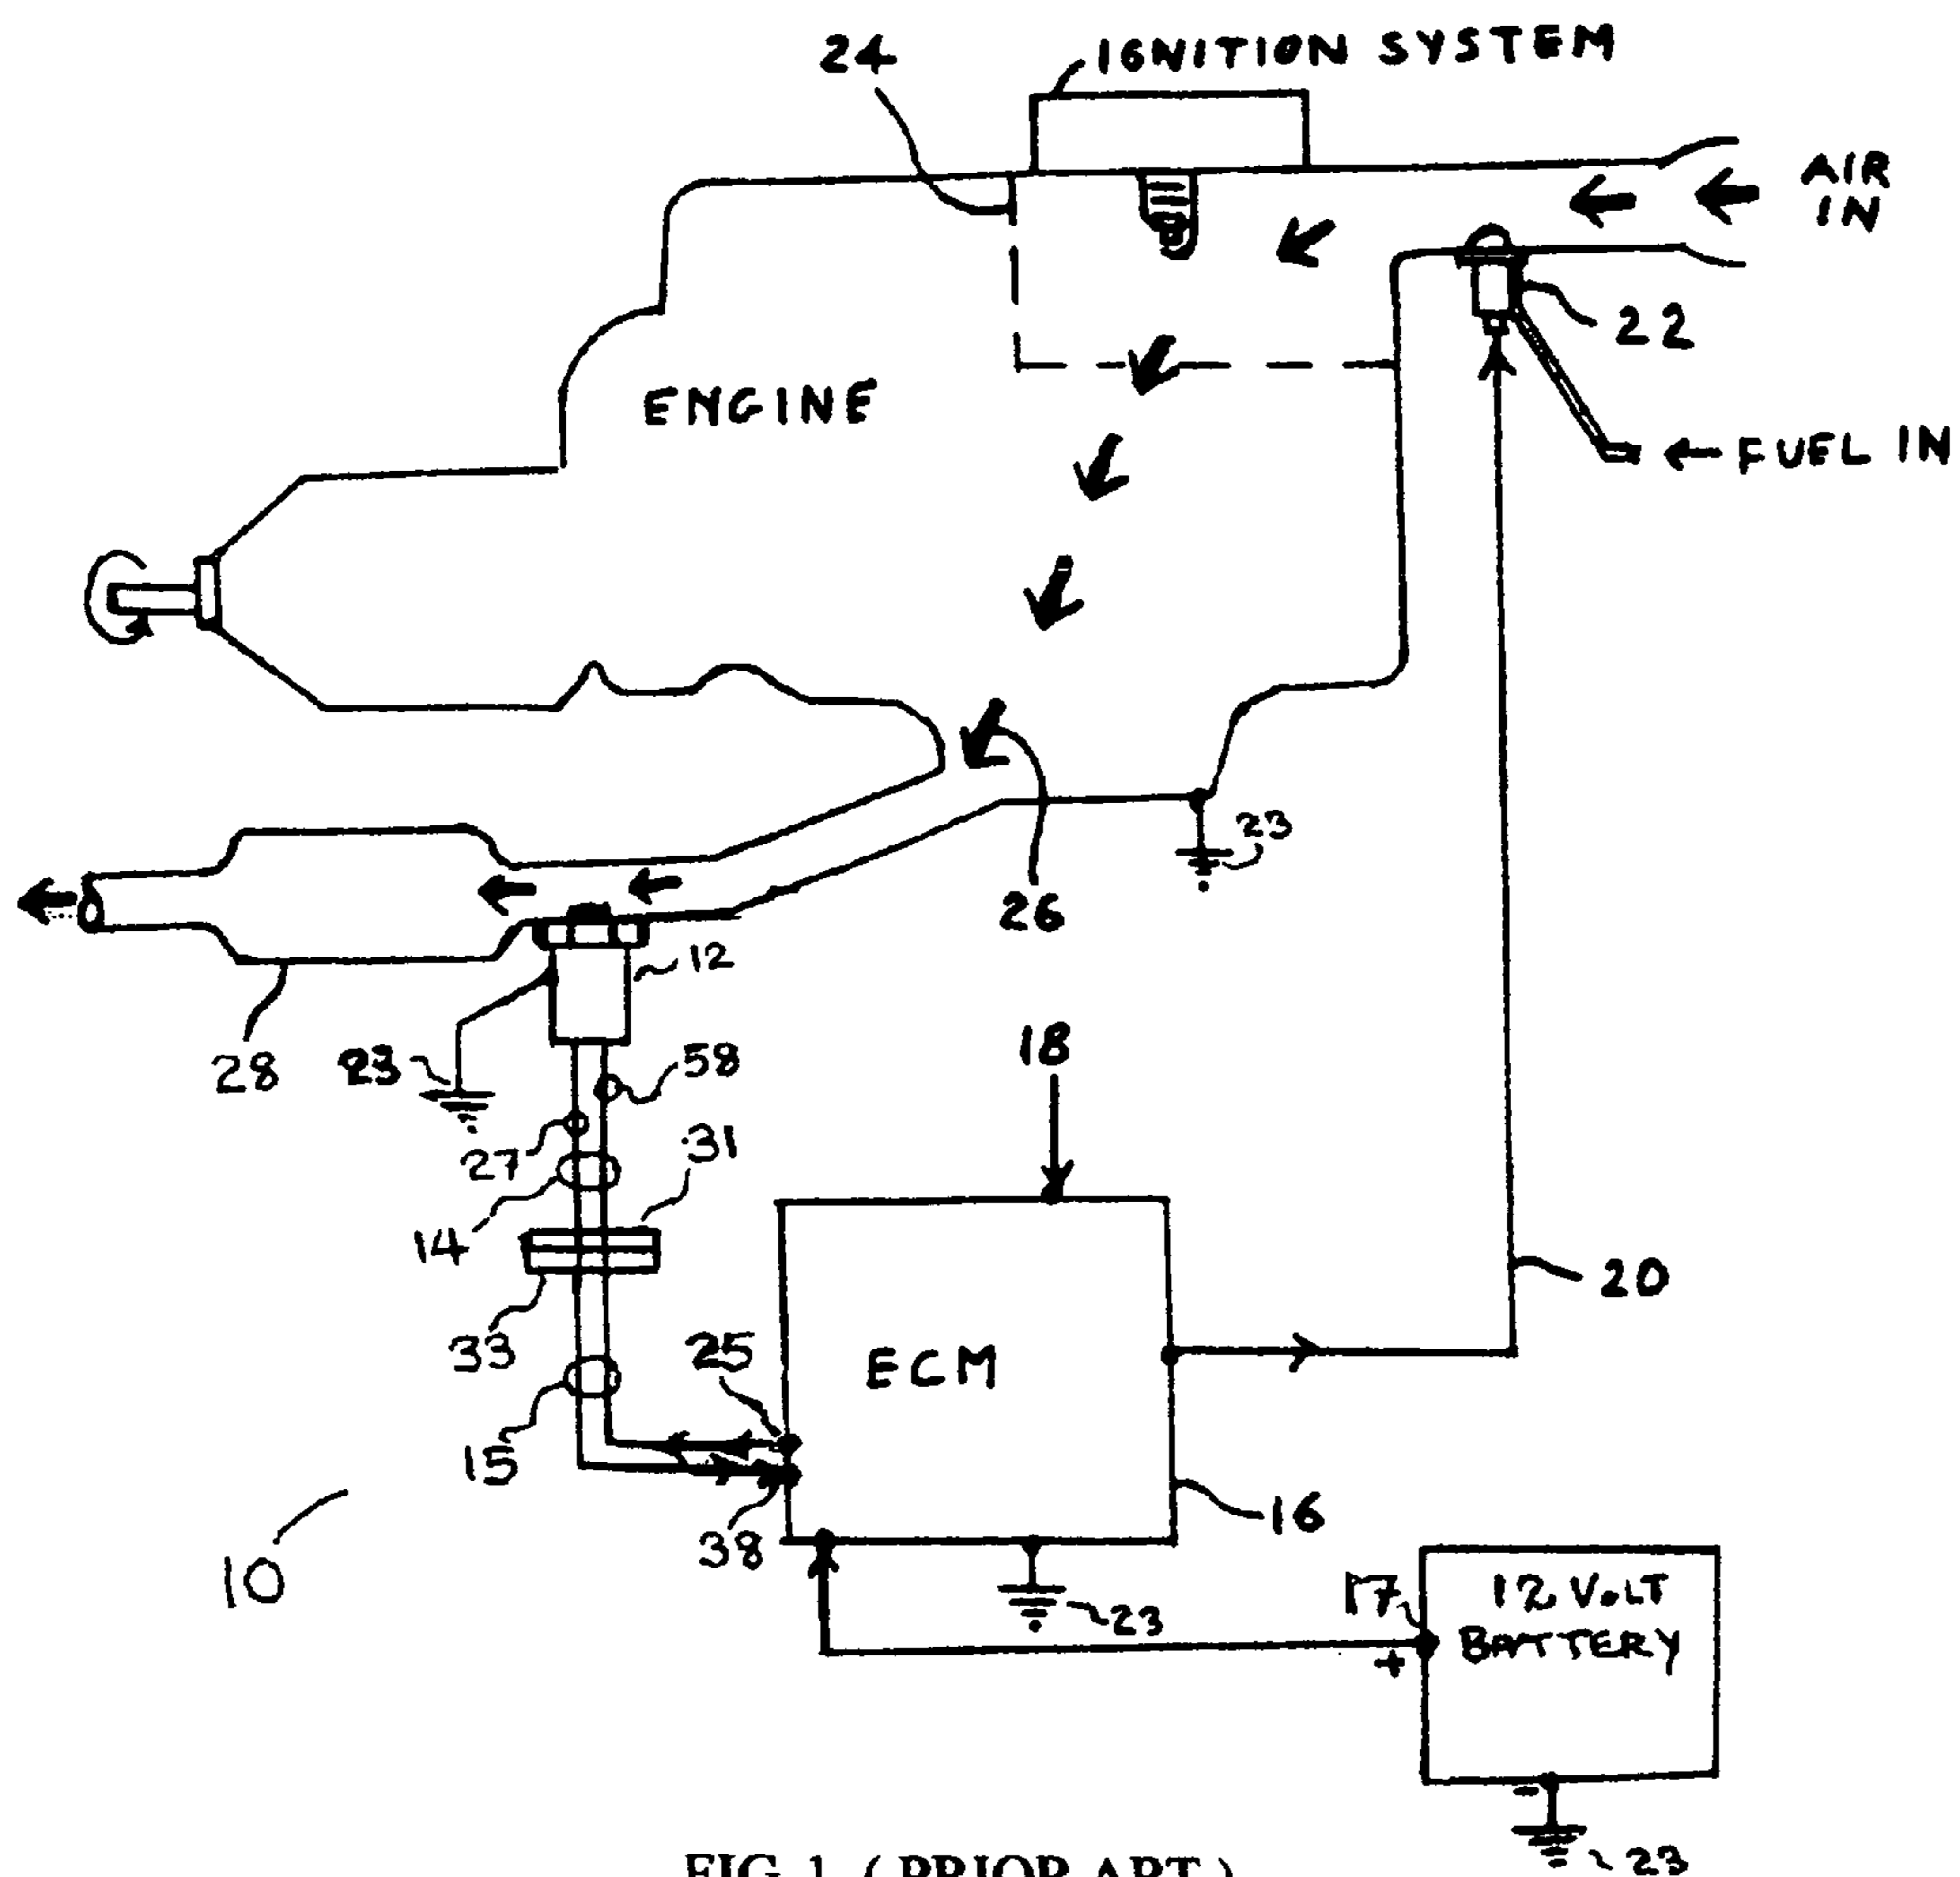 24
IGNITION SYSTEM
AIR
IN
22
ENGINE
FUEL IN
23
26
12
28
23
58
18
27
31
14
20
33
25
ECM
15
16
38
10
23
17
12 VOLT
BATTERY
+
-
23
FIG. 1 ( PRIOR ART )